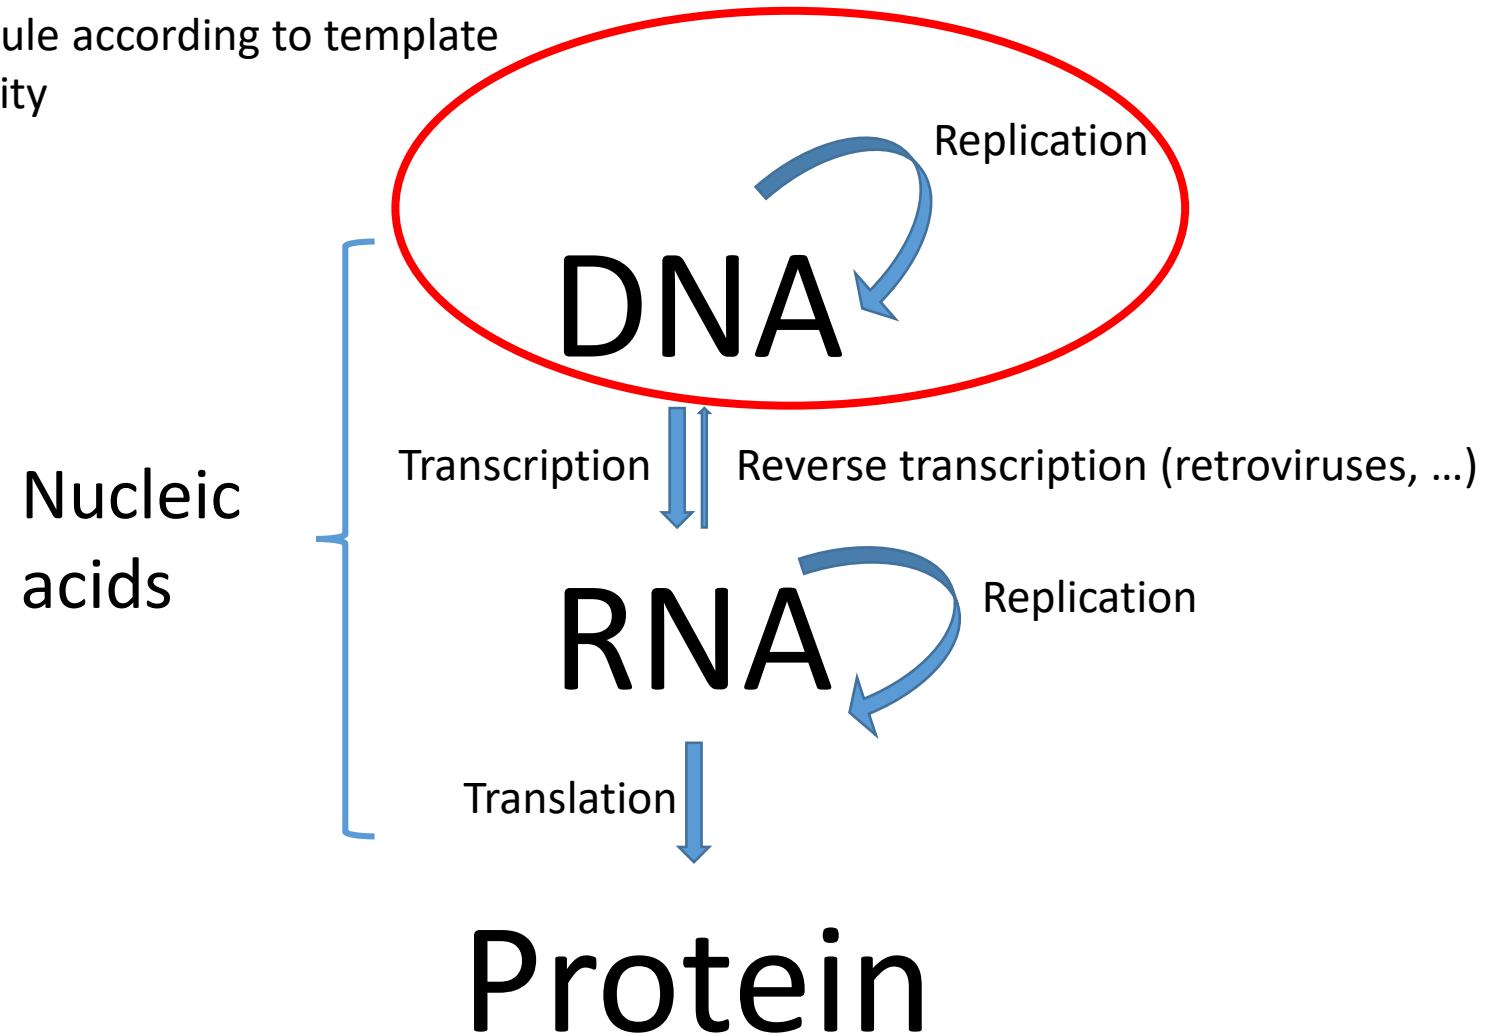 ule according to template
ity
Replication
DNA
Transcription
Reverse transcription (retroviruses, …)
Nucleic
acids
RNA
Replication
Translation
Protein